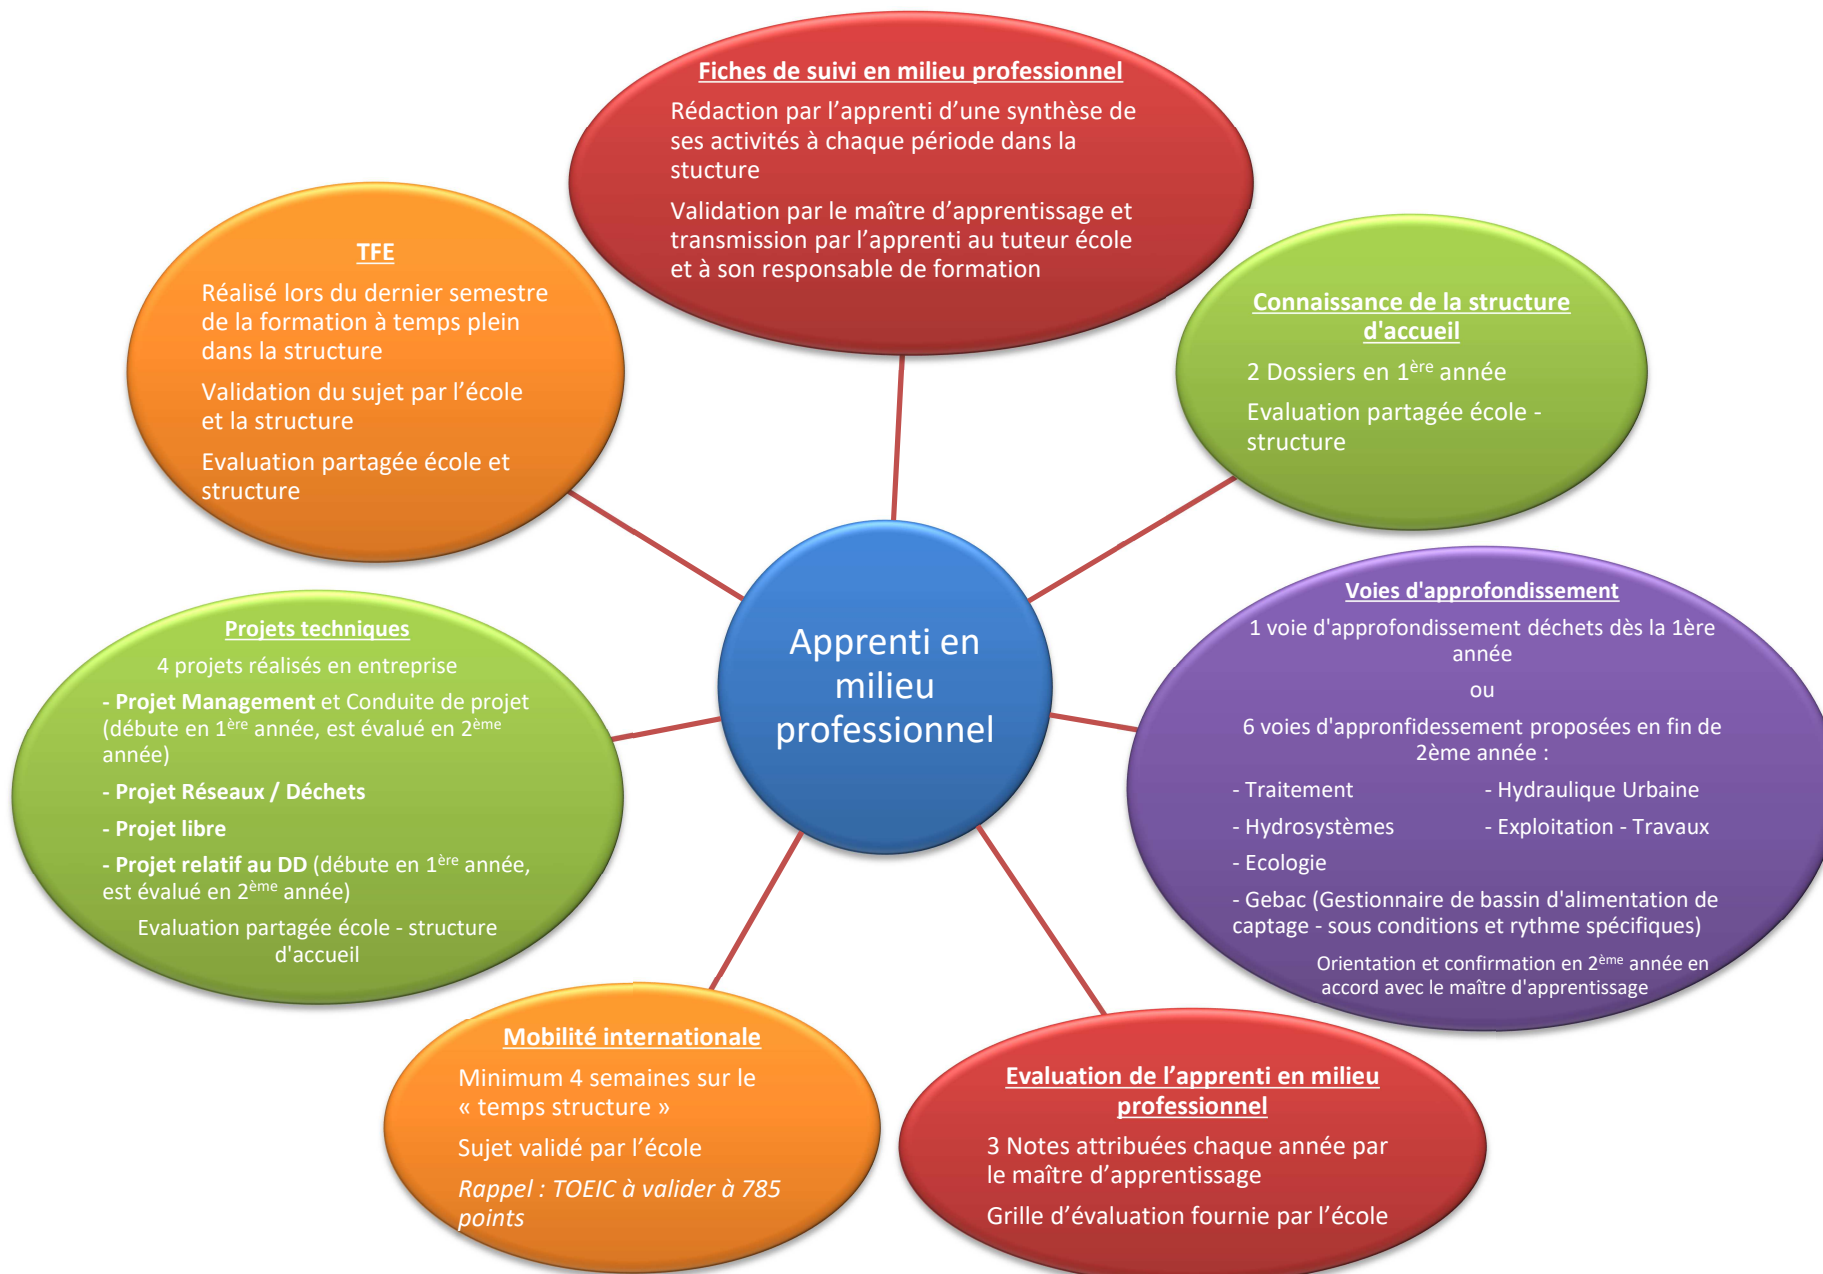 Fiches de suivi en milieu professionnel
Rédaction par l’apprenti d’une synthèse de
ses activités à chaque période dans la
stucture
Validation par le maître d’apprentissage et
transmission par l’apprenti au tuteur école
et à son responsable de formation
TFE
Réalisé lors du dernier semestre
de la formation à temps plein
dans la structure
Validation du sujet par l’école
et la structure
Evaluation partagée école et
structure
Connaissance de la structure
d'accueil
2 Dossiers en 1ère année
Evaluation partagée école -
structure
Apprenti en
milieu
professionnel
Projets techniques
4 projets réalisés en entreprise
- Projet Management et Conduite de projet
(débute en 1ère année, est évalué en 2ème
année)
- Projet Réseaux / Déchets
- Projet libre
- Projet relatif au DD (débute en 1ère année,
est évalué en 2ème année)
Evaluation partagée école - structure
d'accueil
Voies d'approfondissement
1 voie d'approfondissement déchets dès la 1ère
année
ou
6 voies d'appronfidessement proposées en fin de
2ème année :
- Traitement - Hydraulique Urbaine
- Hydrosystèmes - Exploitation - Travaux
- Ecologie
- Gebac (Gestionnaire de bassin d'alimentation de
captage - sous conditions et rythme spécifiques)
Orientation et confirmation en 2ème année en
accord avec le maître d'apprentissage
Mobilité internationale
Minimum 4 semaines sur le
« temps structure »
Sujet validé par l’école
Rappel : TOEIC à valider à 785
points
Evaluation de l’apprenti en milieu
professionnel
3 Notes attribuées chaque année par
le maître d’apprentissage
Grille d’évaluation fournie par l’école